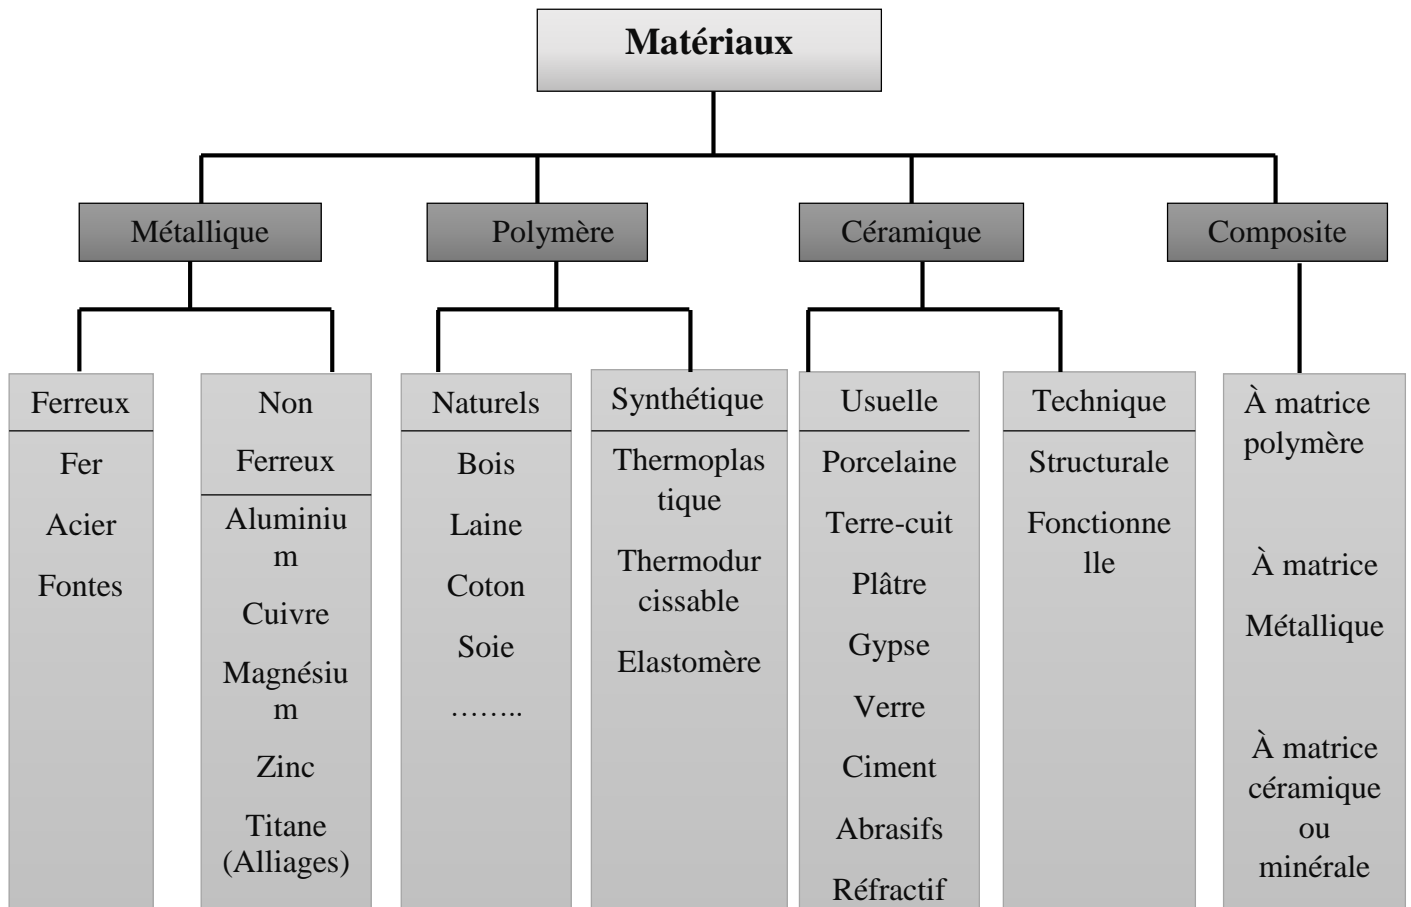 Matériaux
Métallique
Polymère
Céramique
Composite
Ferreux
Fer
Acier
Fontes
Non
Ferreux
Aluminiu
m
Cuivre
Magnésiu
m
Zinc
Titane
(Alliages)
Naturels
Bois
Laine
Coton
Soie
……..
Synthétique
Thermoplas
tique
Thermodur
cissable
Elastomère
Usuelle
Porcelaine
Terre-cuit
Plâtre
Gypse
Verre
Ciment
Abrasifs
Réfractif
Technique
Structurale
Fonctionne
lle
À matrice
polymère
À matrice
Métallique
À matrice
céramique
ou
minérale